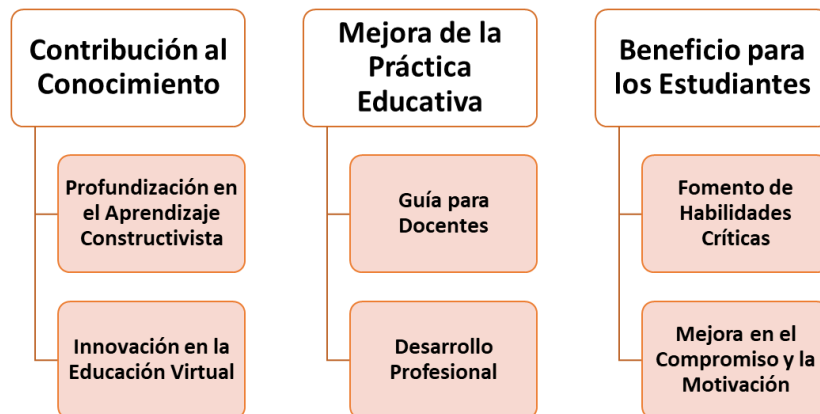 Contribución al
Conocimiento
Profundización en
el Aprendizaje
Constructivista
Innovación en la
Educación Virtual
Mejora de la
Práctica
Educativa
Guía para
Docentes
Desarrollo
Profesional
Beneficio para
los Estudiantes
Fomento de
Habilidades
Críticas
Mejora en el
Compromiso y la
Motivación